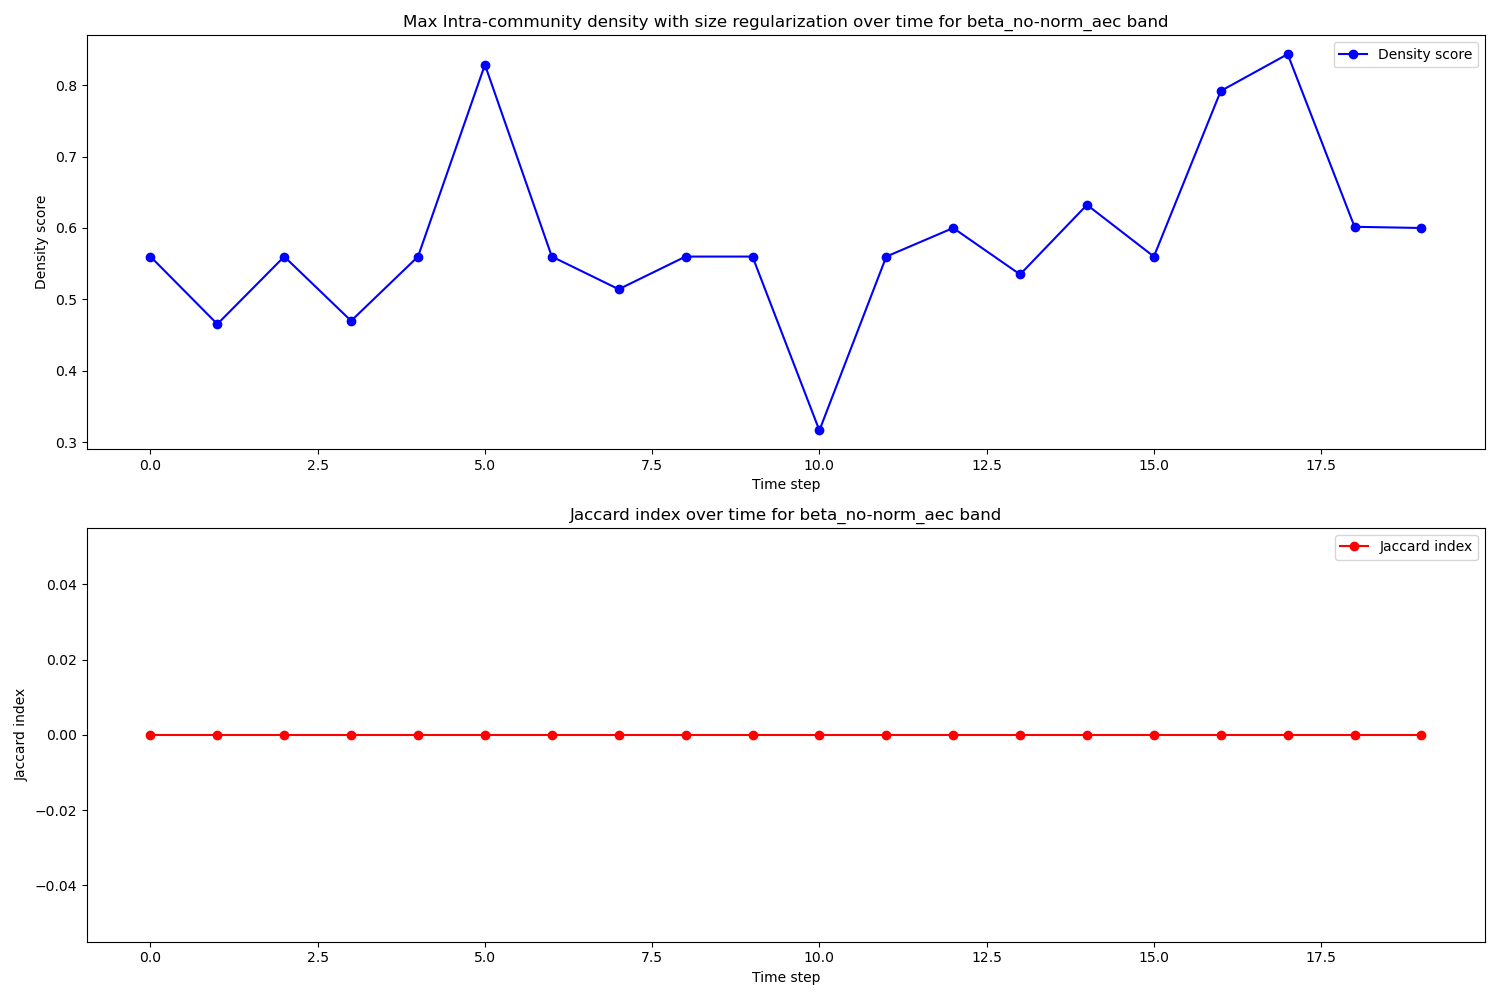 Max Intra-community density with size regularization over time for beta_no-norm_aec band
Density score
0.8
0.7
0.6
0.5
0.4
0.3
Density score
0.0 2.5 5.0 7.5 10.0 12.5 15.0 17.5
Time step
Jaccard index over time for beta_no-norm_aec band
Jaccard index
0.04
0.02
0.00
−0.02
−0.04
Jaccard index
0.0 2.5 5.0 7.5 10.0 12.5 15.0 17.5
Time step